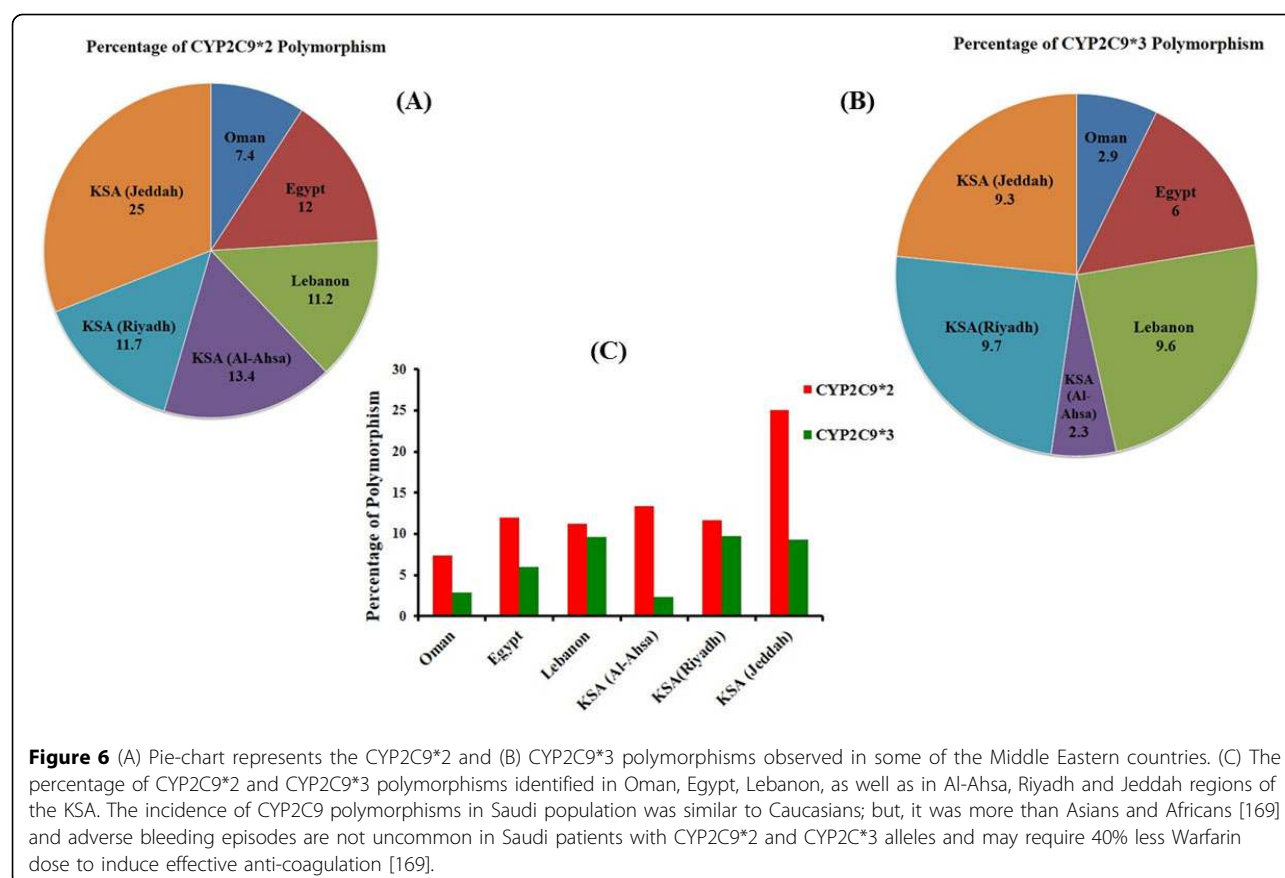 Percentage of CYP2C9*2 Polymorphism
(A)
Oman
7.4
Egypt
12
Lebanon
11.2
KSA (Al-Ahsa)
13.4
KSA (Riyadh)
11.7
KSA (Jeddah)
25
Percentage of CYP2C9*3 Polymorphism
(B)
Oman
2.9
Egypt
6
Lebanon
9.6
KSA
(Al-
Ahsa)
2.3
KSA(Riyadh)
9.7
KSA (Jeddah)
9.3
(C)
Percentage of Polymorphism
30
25
20
15
10
5
0
Oman
Egypt
Lebanon
KSA (Al-Ahsa)
KSA(Riyadh)
KSA (Jeddah)
CYP2C9*2
CYP2C9*3
Figure 6 (A) Pie-chart represents the CYP2C9*2 and (B) CYP2C9*3 polymorphisms observed in some of the Middle Eastern countries. (C) The
percentage of CYP2C9*2 and CYP2C9*3 polymorphisms identified in Oman, Egypt, Lebanon, as well as in Al-Ahsa, Riyadh and Jeddah regions of
the KSA. The incidence of CYP2C9 polymorphisms in Saudi population was similar to Caucasians; but, it was more than Asians and Africans [169]
and adverse bleeding episodes are not uncommon in Saudi patients with CYP2C9*2 and CYP2C*3 alleles and may require 40% less Warfarin
dose to induce effective anti-coagulation [169].